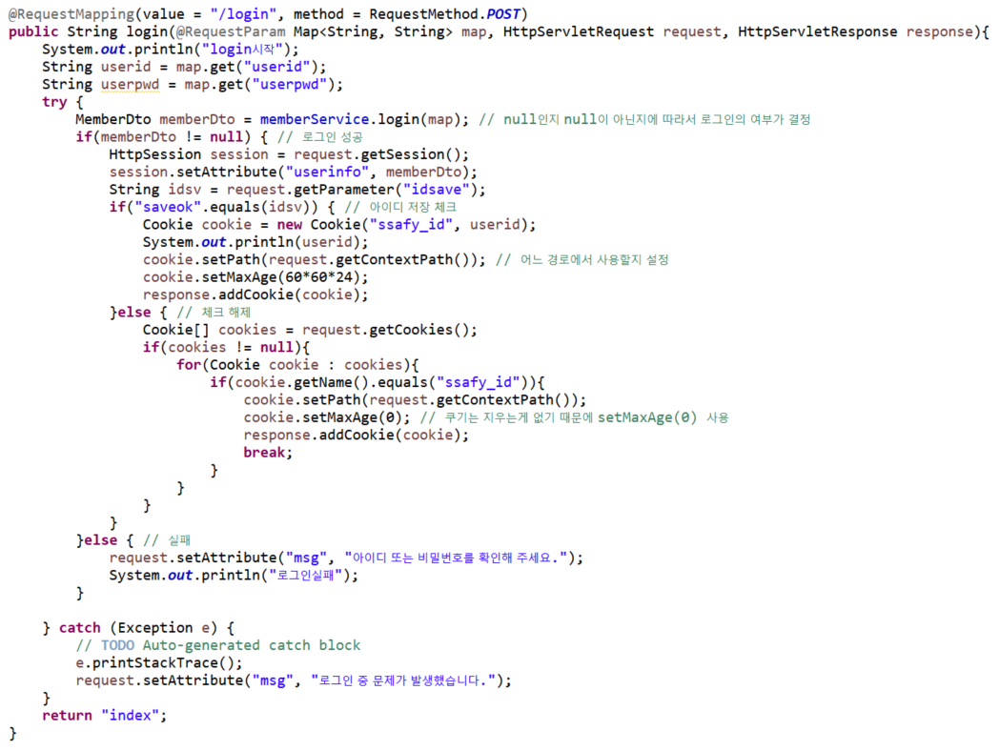 @RequestMapping(value = "/login", method = RequestMethod.POST)
public String login(@RequestParam Map<String, String> map, HttpServletRequest request, HttpServletResponse response){
    System.out.println("login시작");
    String userid = map.get("userid");
    String userpwd = map.get("userpwd");
    try {
        MemberDto memberDto = memberService.login(map); // null인지 null이 아닌지에 따라서 로그인의 여부가 결정
        if(memberDto != null) { // 로그인 성공
            HttpSession session = request.getSession();
            session.setAttribute("userinfo", memberDto);
            String idsv = request.getParameter("idsave");
            if("saveok".equals(idsv)) { // 아이디 저장 체크
                Cookie cookie = new Cookie("ssafy_id", userid);
                System.out.println(userid);
                cookie.setPath(request.getContextPath()); // 어느 경로에서 사용할지 설정
                cookie.setMaxAge(60*60*24);
                response.addCookie(cookie);
            }else { // 체크 해제
                Cookie[] cookies = request.getCookies();
                if(cookies != null){
                    for(Cookie cookie : cookies){
                        if(cookie.getName().equals("ssafy_id")){
                            cookie.setPath(request.getContextPath());
                            cookie.setMaxAge(0); // 쿠기는 지우는게 없기 때문에 setMaxAge(0) 사용
                            response.addCookie(cookie);
                            break;
                        }
                    }
                }
            }
        }else { // 실패
            request.setAttribute("msg", "아이디 또는 비밀번호를 확인해 주세요.");
            System.out.println("로그인실패");
        }

    } catch (Exception e) {
        // TODO Auto-generated catch block
        e.printStackTrace();
        request.setAttribute("msg", "로그인 중 문제가 발생했습니다.");
    }
    return "index";
}